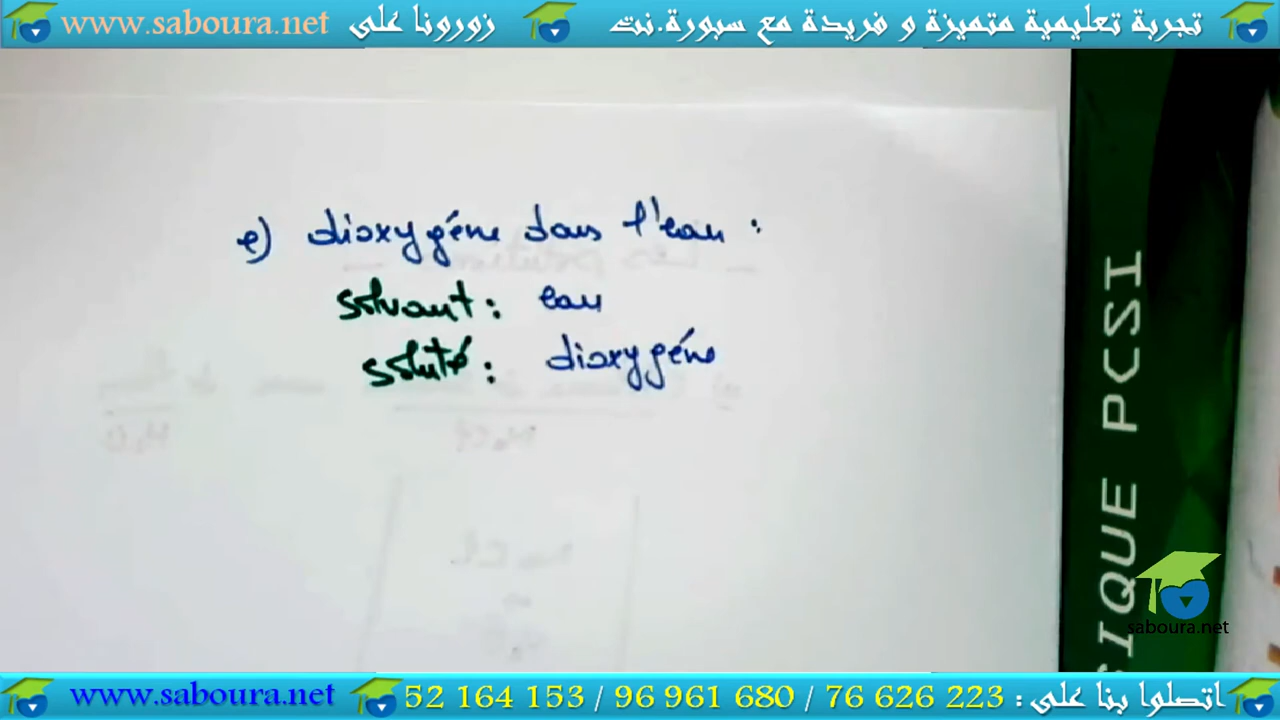 www.saboura.net زورونا على تجربة تعليمية متميزة و فريدة مع سبورة.نت
e) dioxygéne dans l'eau :
solvant : eau
soluté : dioxygéne
SIQUE PCSI
saboura.net
www.saboura.net 52 164 153 / 96 961 680 / 76 626 223 : اتصلوا بنا على